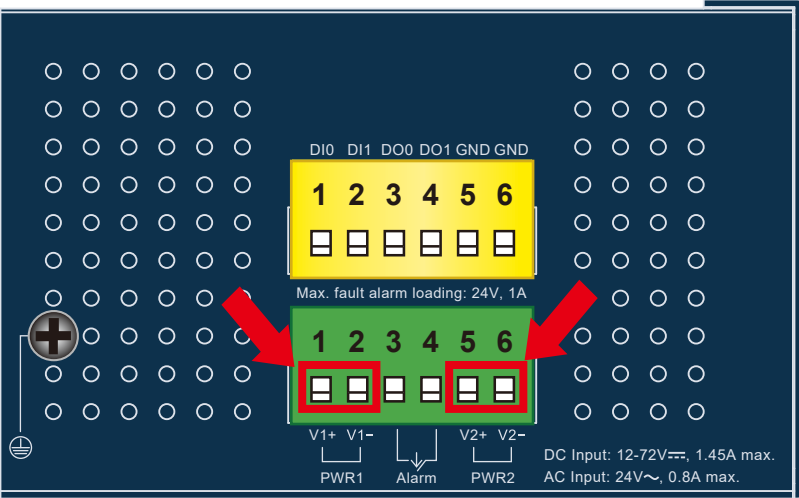 DI0 DI1 DO0 DO1 GND GND
1 2 3 4 5 6
Max. fault alarm loading: 24V, 1A
1 2 3 4 5 6
V1+ V1− V2+ V2−
PWR1 Alarm PWR2
DC Input: 12-72V⎓, 1.45A max.
AC Input: 24V∼, 0.8A max.